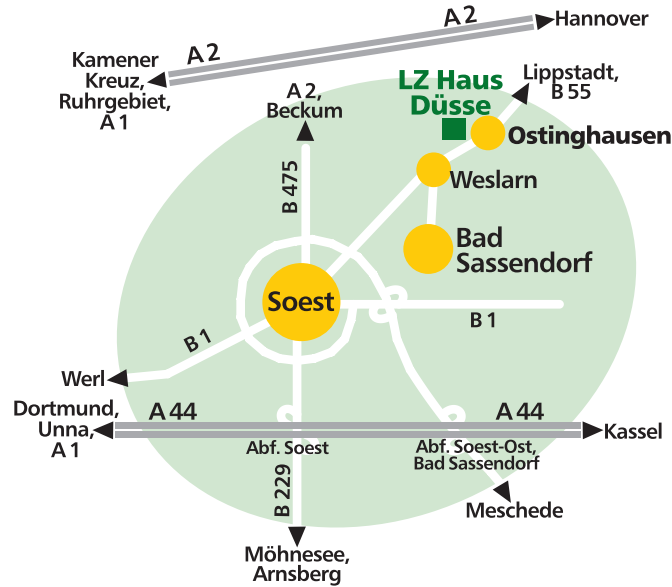 A 2
Hannover
A 2
Kamener
Kreuz,
Ruhrgebiet,
A 1
LZ Haus
Düsse
Lippstadt,
B 55
A 2,
Beckum
Ostinghausen
B 475
Weslarn
Bad
Sassendorf
Soest
B 1
B 1
Werl
Dortmund,
Unna,
A 1
A 44
A 44
Kassel
Abf. Soest
Abf. Soest-Ost,
Bad Sassendorf
B 229
Meschede
Möhnesee,
Arnsberg